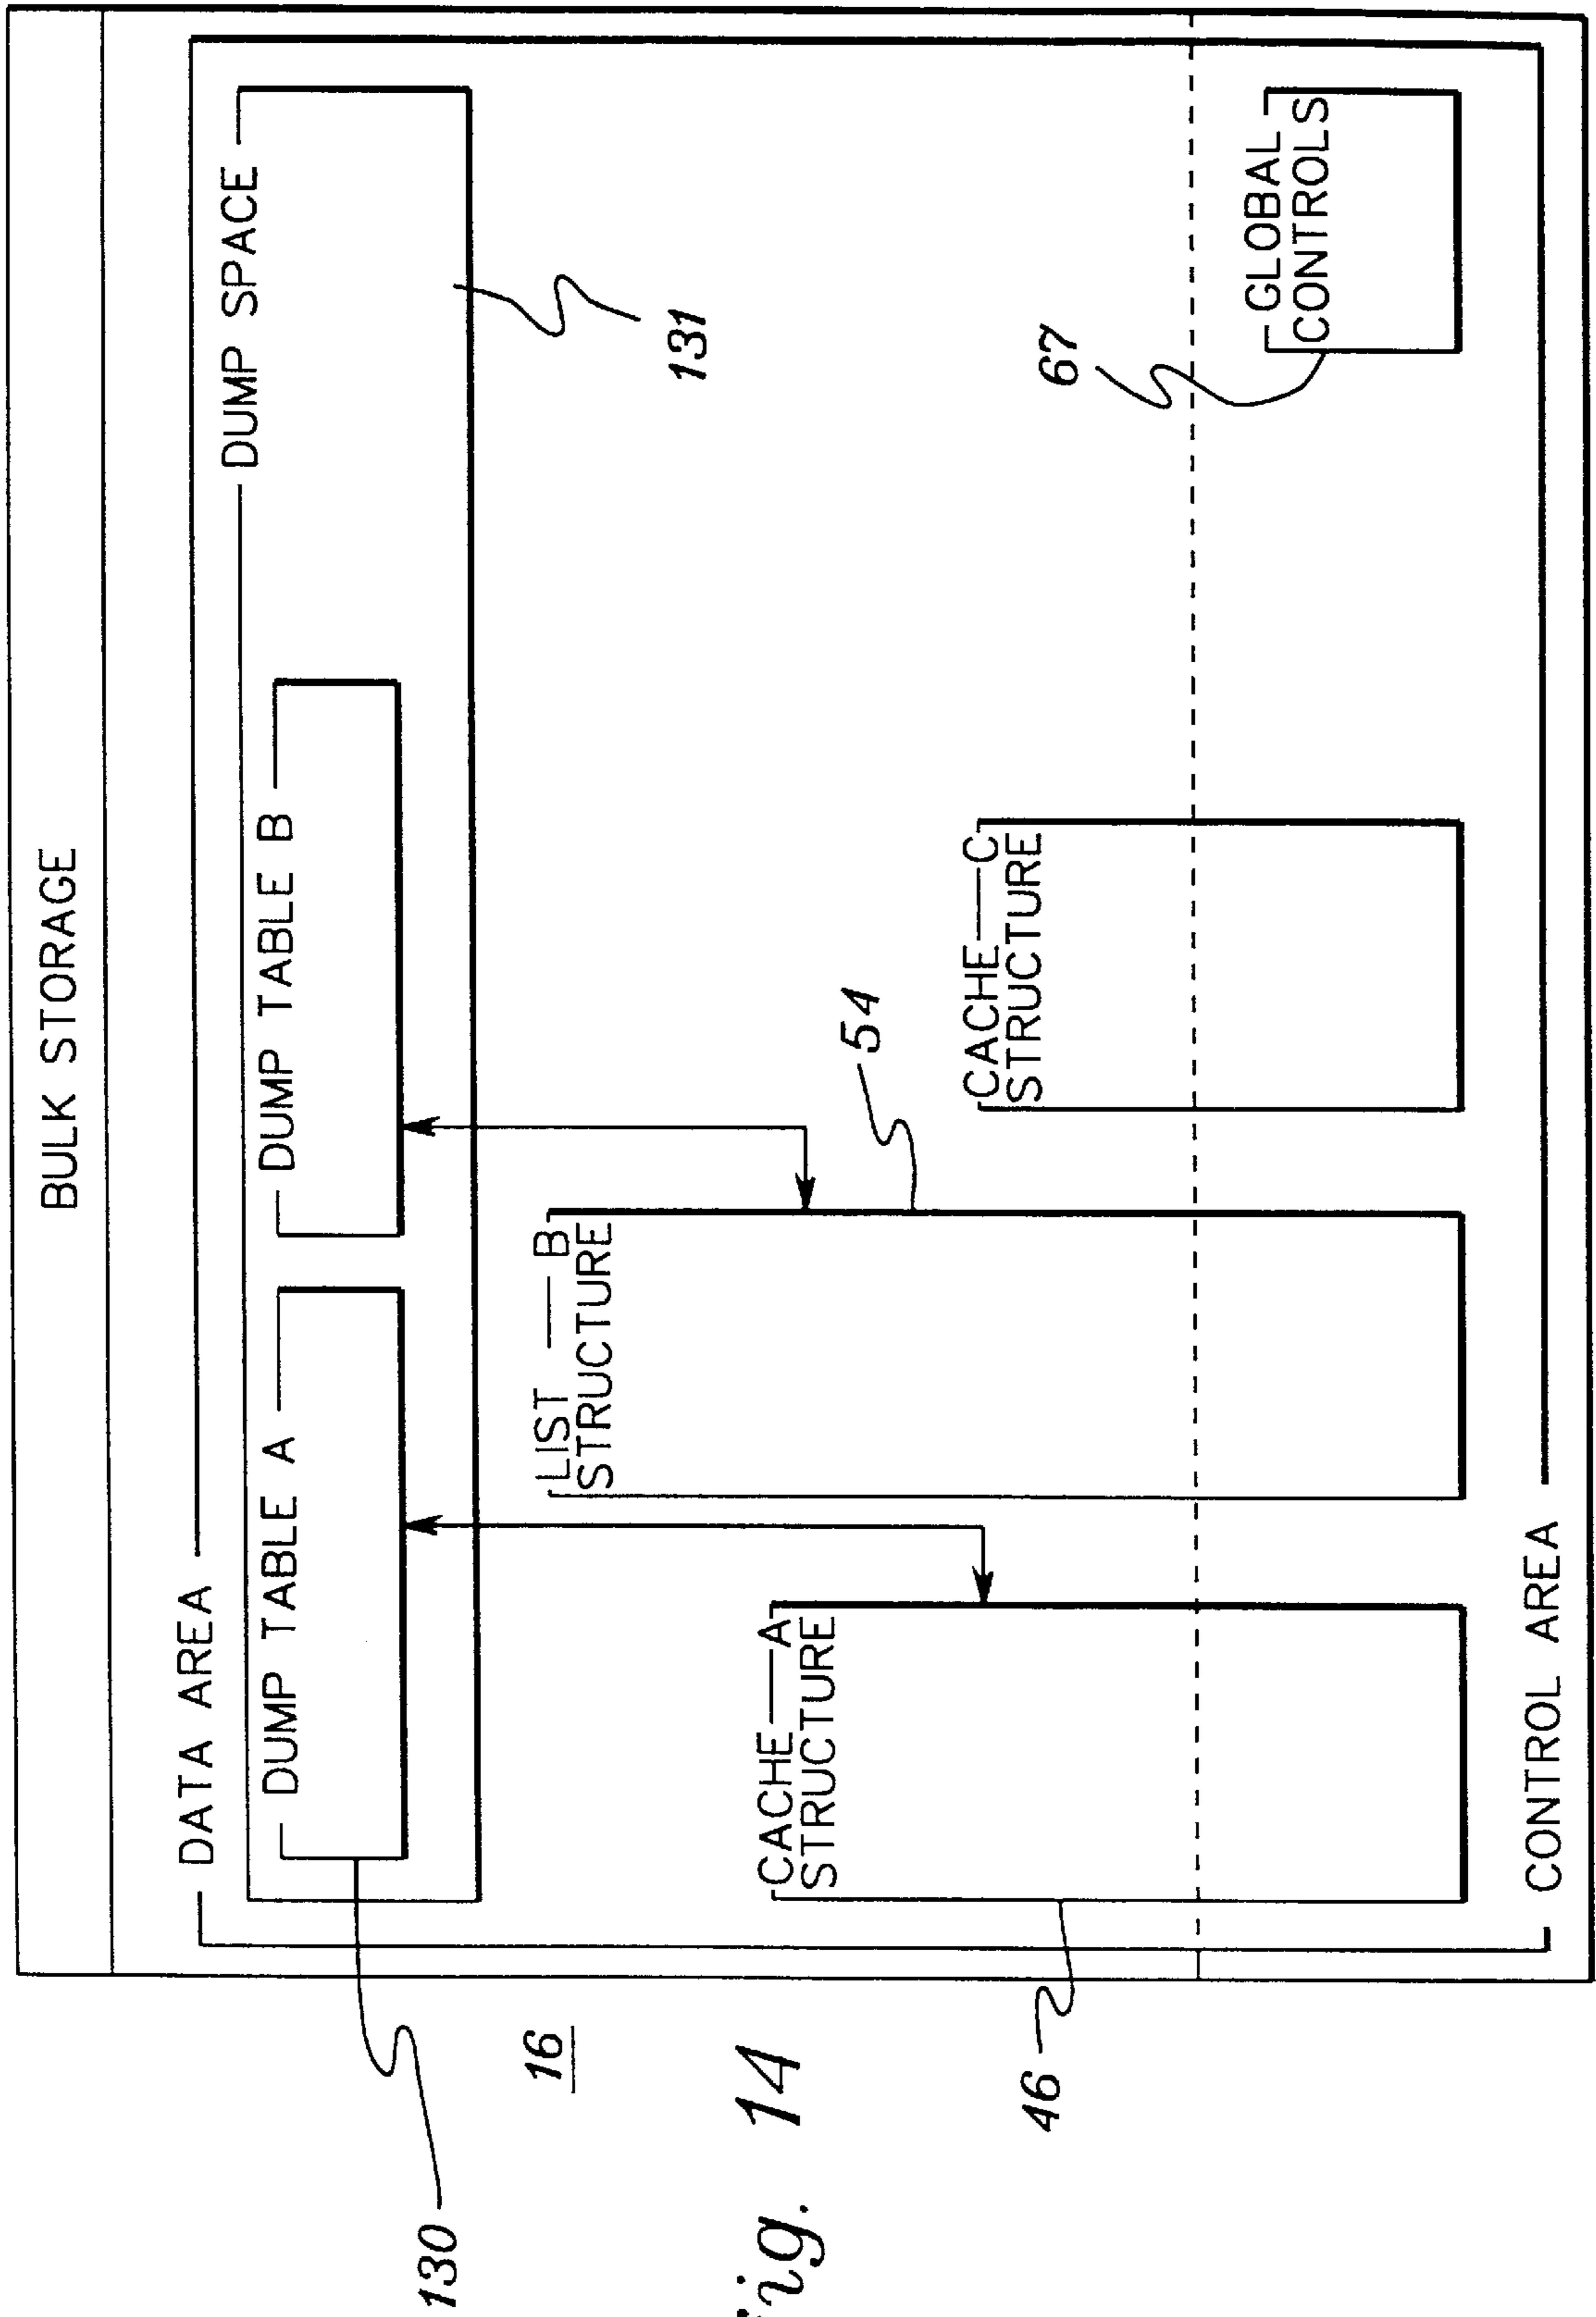 BULK STORAGE
DATA AREA
DUMP SPACE
DUMP TABLE A
DUMP TABLE B
130
131
16
LIST B
STRUCTURE
54
CACHE A
STRUCTURE
CACHE C
STRUCTURE
46
67
GLOBAL
CONTROLS
CONTROL AREA
Fig. 14